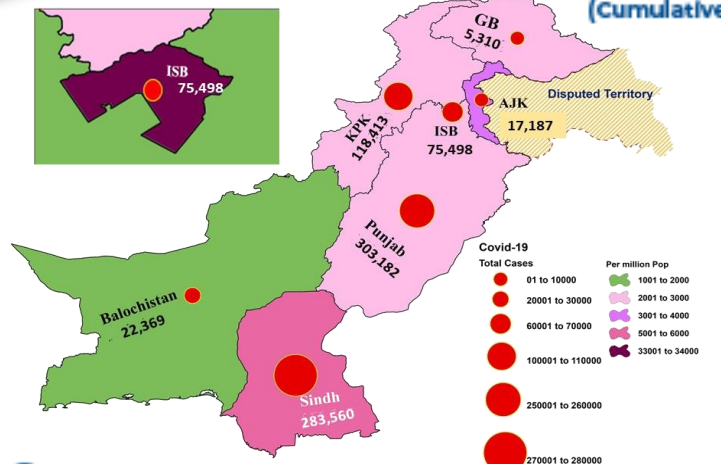 (Cumulative
GB
5,310
ISB
75,498
KPK
118,413
ISB
75,498
AJK
17,187
Disputed Territory
Punjab
303,182
Balochistan
22,369
Sindh
283,560
Covid-19
Total Cases
01 to 10000
20001 to 30000
60001 to 70000
100001 to 110000
250001 to 260000
270001 to 280000
Per million Pop
1001 to 2000
2001 to 3000
3001 to 4000
5001 to 6000
33001 to 34000